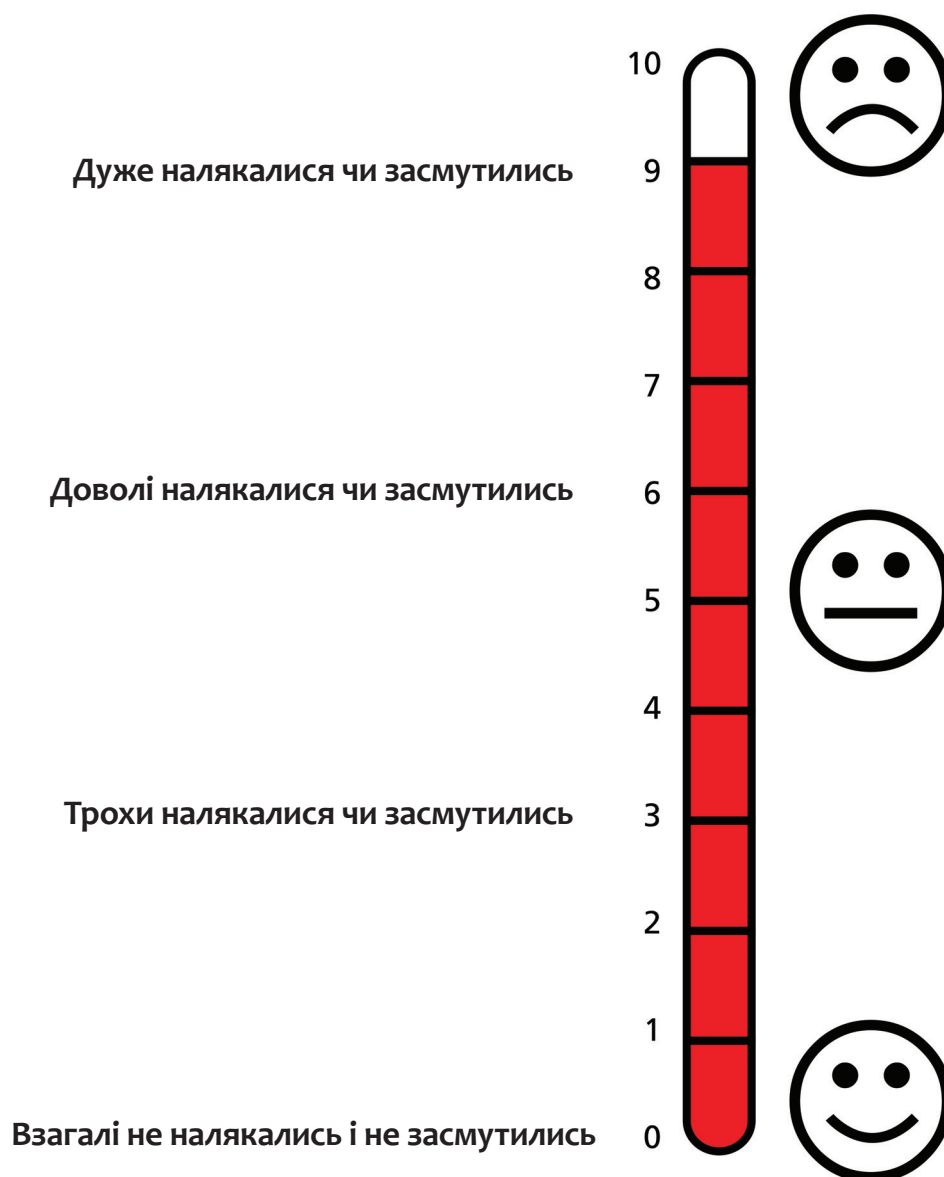 10
Дуже налякалися чи засмутились 9
8
7
Доволі налякалися чи засмутились 6
5
4
Трохи налякалися чи засмутились 3
2
1
Взагалі не налякались і не засмутились 0